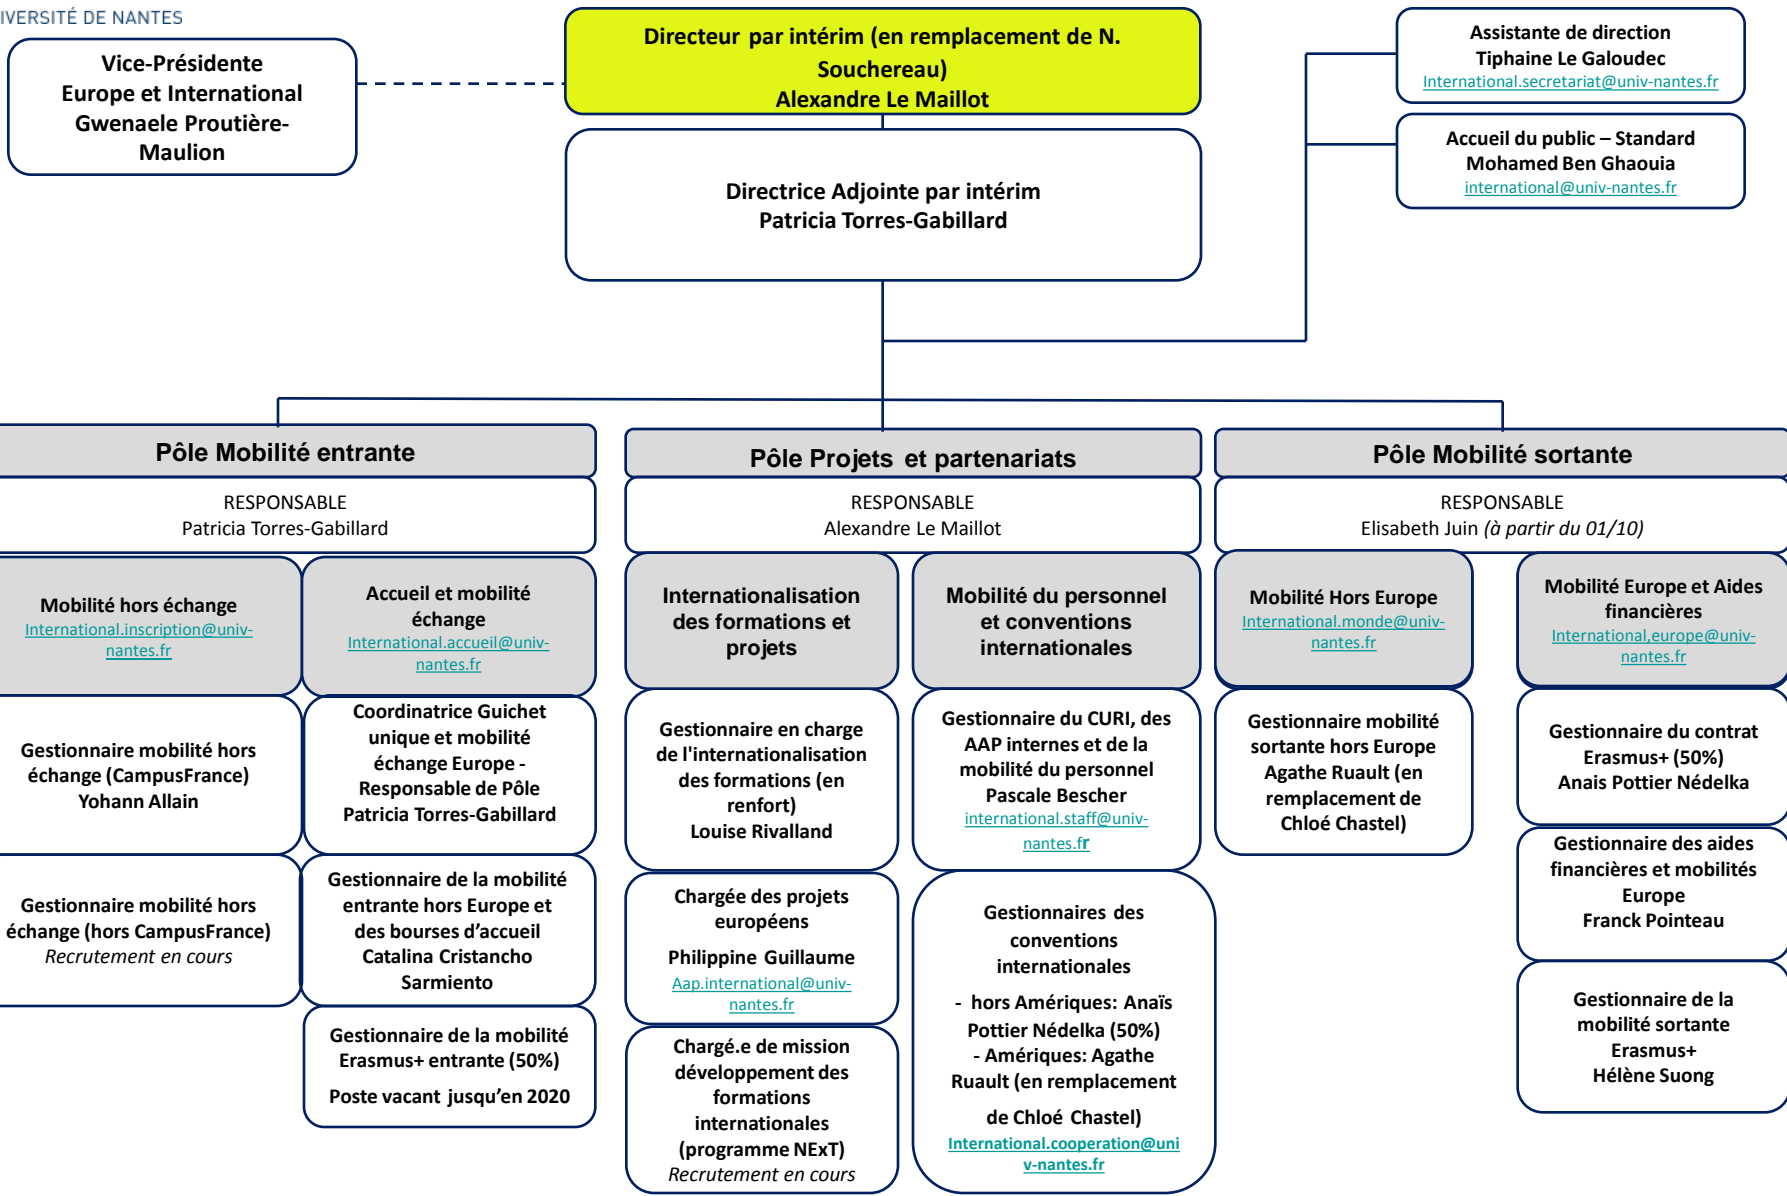 IVERSITÉ DE NANTES
Vice-Présidente
Europe et International
Gwenaele Proutière-
Maulion
Directeur par intérim (en remplacement de N.
Souchereau)
Alexandre Le Maillot
Directrice Adjointe par intérim
Patricia Torres-Gabillard
Assistante de direction
Tiphaine Le Galoudec
International.secretariat@univ-nantes.fr
Accueil du public – Standard
Mohamed Ben Ghaouia
international@univ-nantes.fr
Pôle Mobilité entrante
RESPONSABLE
Patricia Torres-Gabillard
Mobilité hors échange
International.inscription@univ-
nantes.fr
Gestionnaire mobilité hors
échange (CampusFrance)
Yohann Allain
Gestionnaire mobilité hors
échange (hors CampusFrance)
Recrutement en cours
Accueil et mobilité
échange
International.accueil@univ-
nantes.fr
Coordinatrice Guichet
unique et mobilité
échange Europe -
Responsable de Pôle
Patricia Torres-Gabillard
Gestionnaire de la mobilité
entrante hors Europe et
des bourses d’accueil
Catalina Cristancho
Sarmiento
Gestionnaire de la mobilité
Erasmus+ entrante (50%)
Poste vacant jusqu’en 2020
Pôle Projets et partenariats
RESPONSABLE
Alexandre Le Maillot
Internationalisation
des formations et
projets
Gestionnaire en charge
de l'internationalisation
des formations (en
renfort)
Louise Rivalland
Chargée des projets
européens
Philippine Guillaume
Aap.international@univ-
nantes.fr
Chargé.e de mission
développement des
formations
internationales
(programme NExT)
Recrutement en cours
Mobilité du personnel
et conventions
internationales
Gestionnaire du CURI, des
AAP internes et de la
mobilité du personnel
Pascale Bescher
international.staff@univ-
nantes.fr
Gestionnaires des
conventions
internationales
- hors Amériques: Anaïs
Pottier Nédelka (50%)
- Amériques: Agathe
Ruault (en remplacement
de Chloé Chastel)
International.cooperation@uni
v-nantes.fr
Pôle Mobilité sortante
RESPONSABLE
Elisabeth Juin (à partir du 01/10)
Mobilité Hors Europe
International.monde@univ-
nantes.fr
Gestionnaire mobilité
sortante hors Europe
Agathe Ruault (en
remplacement de
Chloé Chastel)
Mobilité Europe et Aides
financières
International,europe@univ-
nantes.fr
Gestionnaire du contrat
Erasmus+ (50%)
Anais Pottier Nédelka
Gestionnaire des aides
financières et mobilités
Europe
Franck Pointeau
Gestionnaire de la
mobilité sortante
Erasmus+
Hélène Suong